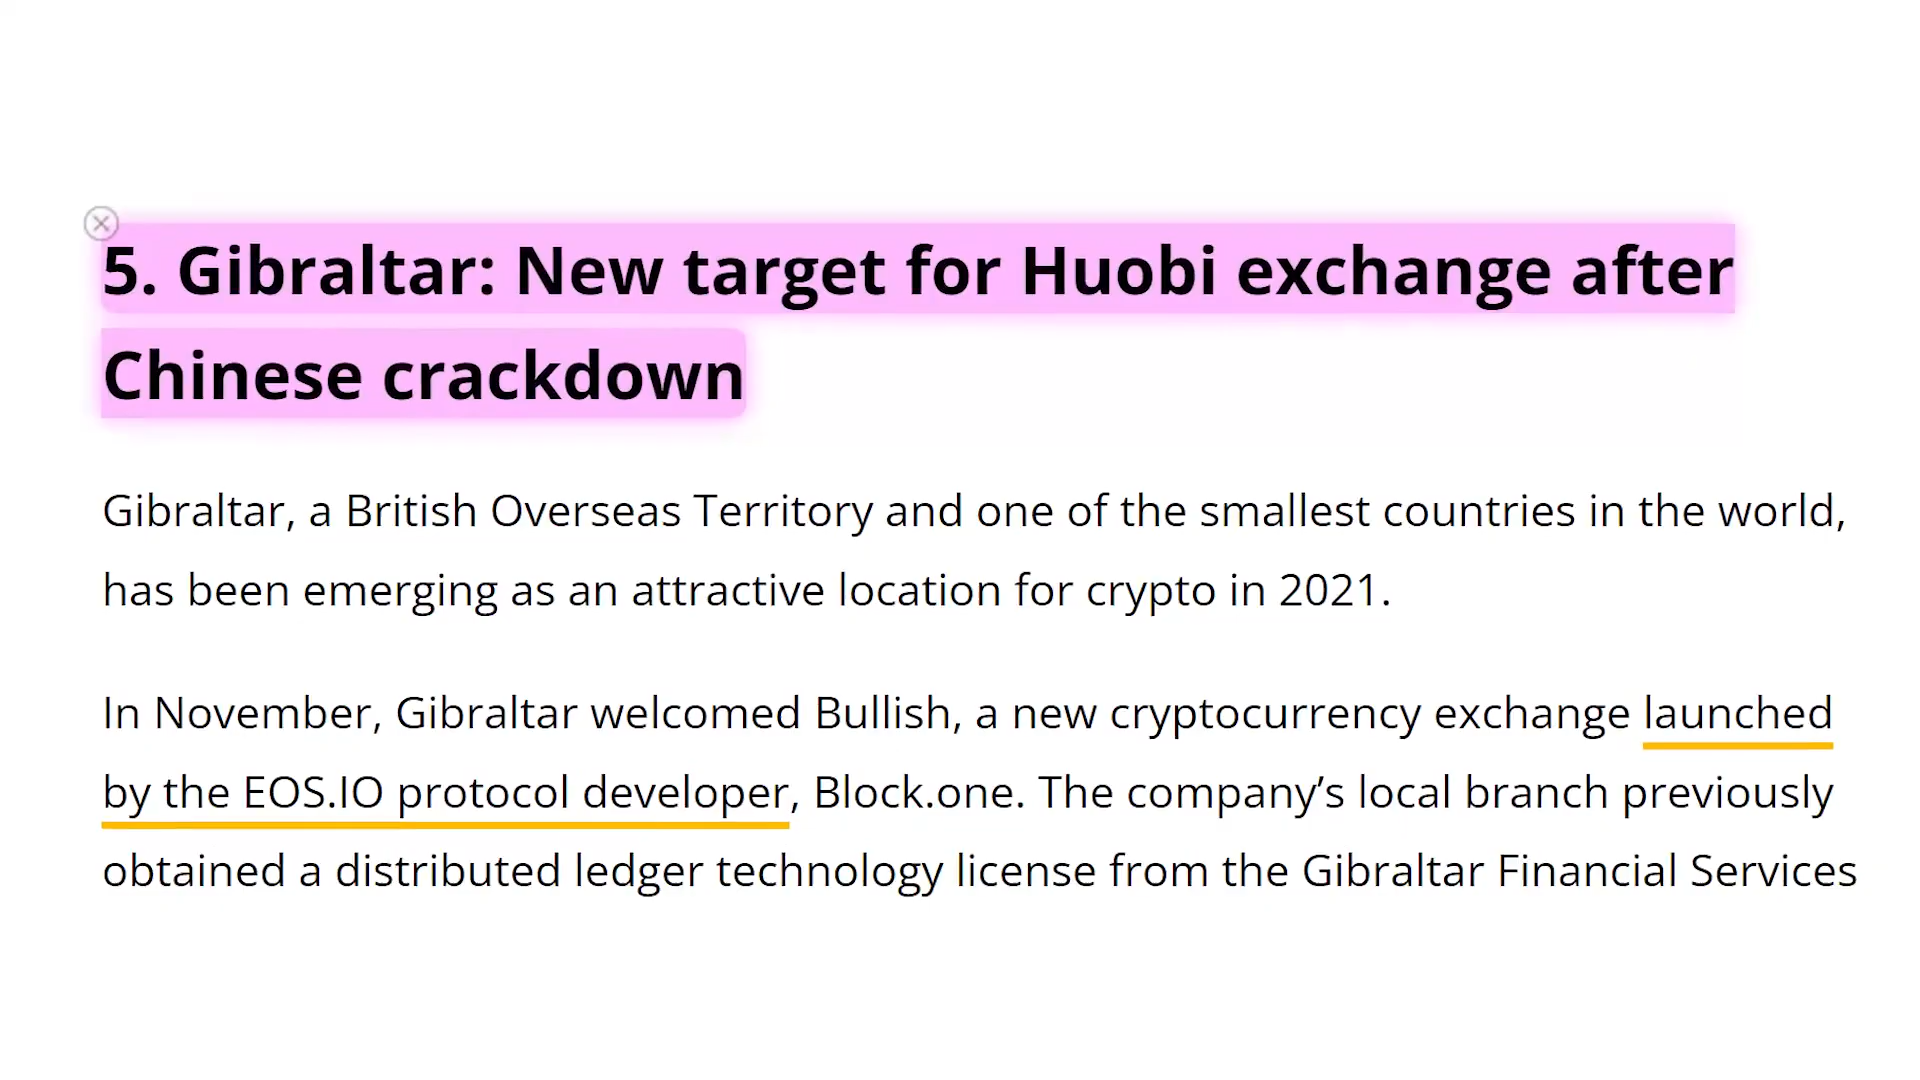 5. Gibraltar: New target for Huobi exchange after
Chinese crackdown
Gibraltar, a British Overseas Territory and one of the smallest countries in the world,
has been emerging as an attractive location for crypto in 2021.
In November, Gibraltar welcomed Bullish, a new cryptocurrency exchange launched
by the EOS.IO protocol developer, Block.one. The company’s local branch previously
obtained a distributed ledger technology license from the Gibraltar Financial Services